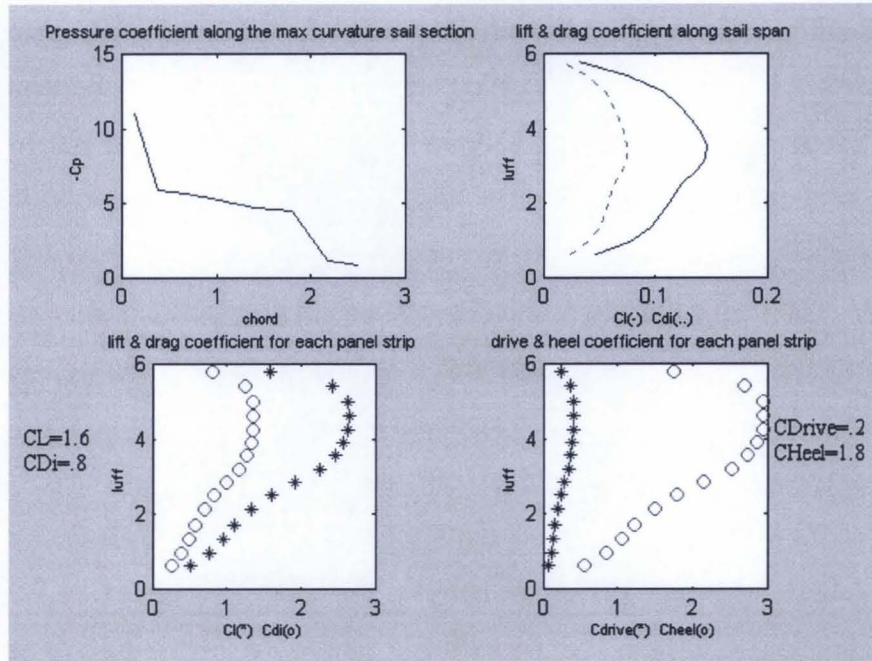 Pressure coefficient along the max curvature sail section
15
10
5
0
-Cp
0 1 2 3
chord
lift & drag coefficient along sail span
6
4
2
0
luff
0 0.1 0.2
Cl(-) Cdi(..)
lift & drag coefficient for each panel strip
6
4
2
0
luff
CL=1.6
CDi=.8
0 1 2 3
Cl(*) Cdi(o)
drive & heel coefficient for each panel strip
6
4
2
0
luff
CDrive=.2
CHeel=1.8
0 1 2 3
Cdrive(*) Cheel(o)